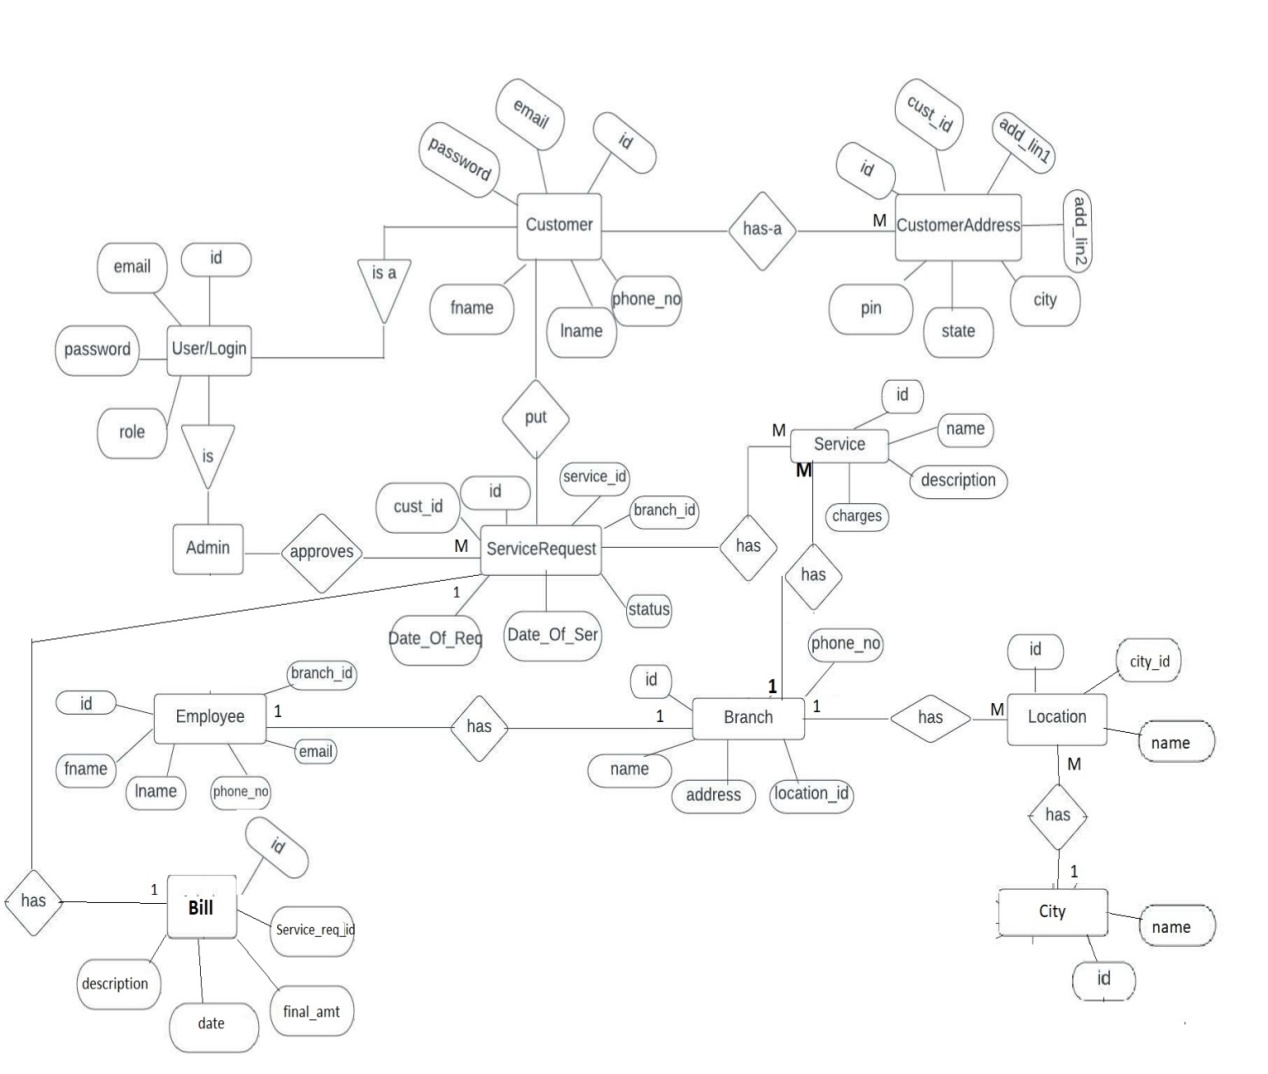 email
id
password
Customer
fname
lname
phone_no
has-a
M
cust_id
add_lin1
id
CustomerAddress
add_lin2
pin
state
city
is a
email
id
password
User/Login
role
is
put
Admin
approves
M
cust_id
id
service_id
branch_id
ServiceRequest
1
Date_Of_Req
Date_Of_Ser
status
has
M
id
Service
name
M
description
charges
has
branch_id
id
Employee
1
fname
lname
phone_no
email
has
1
id
1
phone_no
Branch
1
name
address
location_id
has
M
id
city_id
Location
name
M
has
1
City
name
id
has
1
id
Bill
Service_req_id
description
date
final_amt